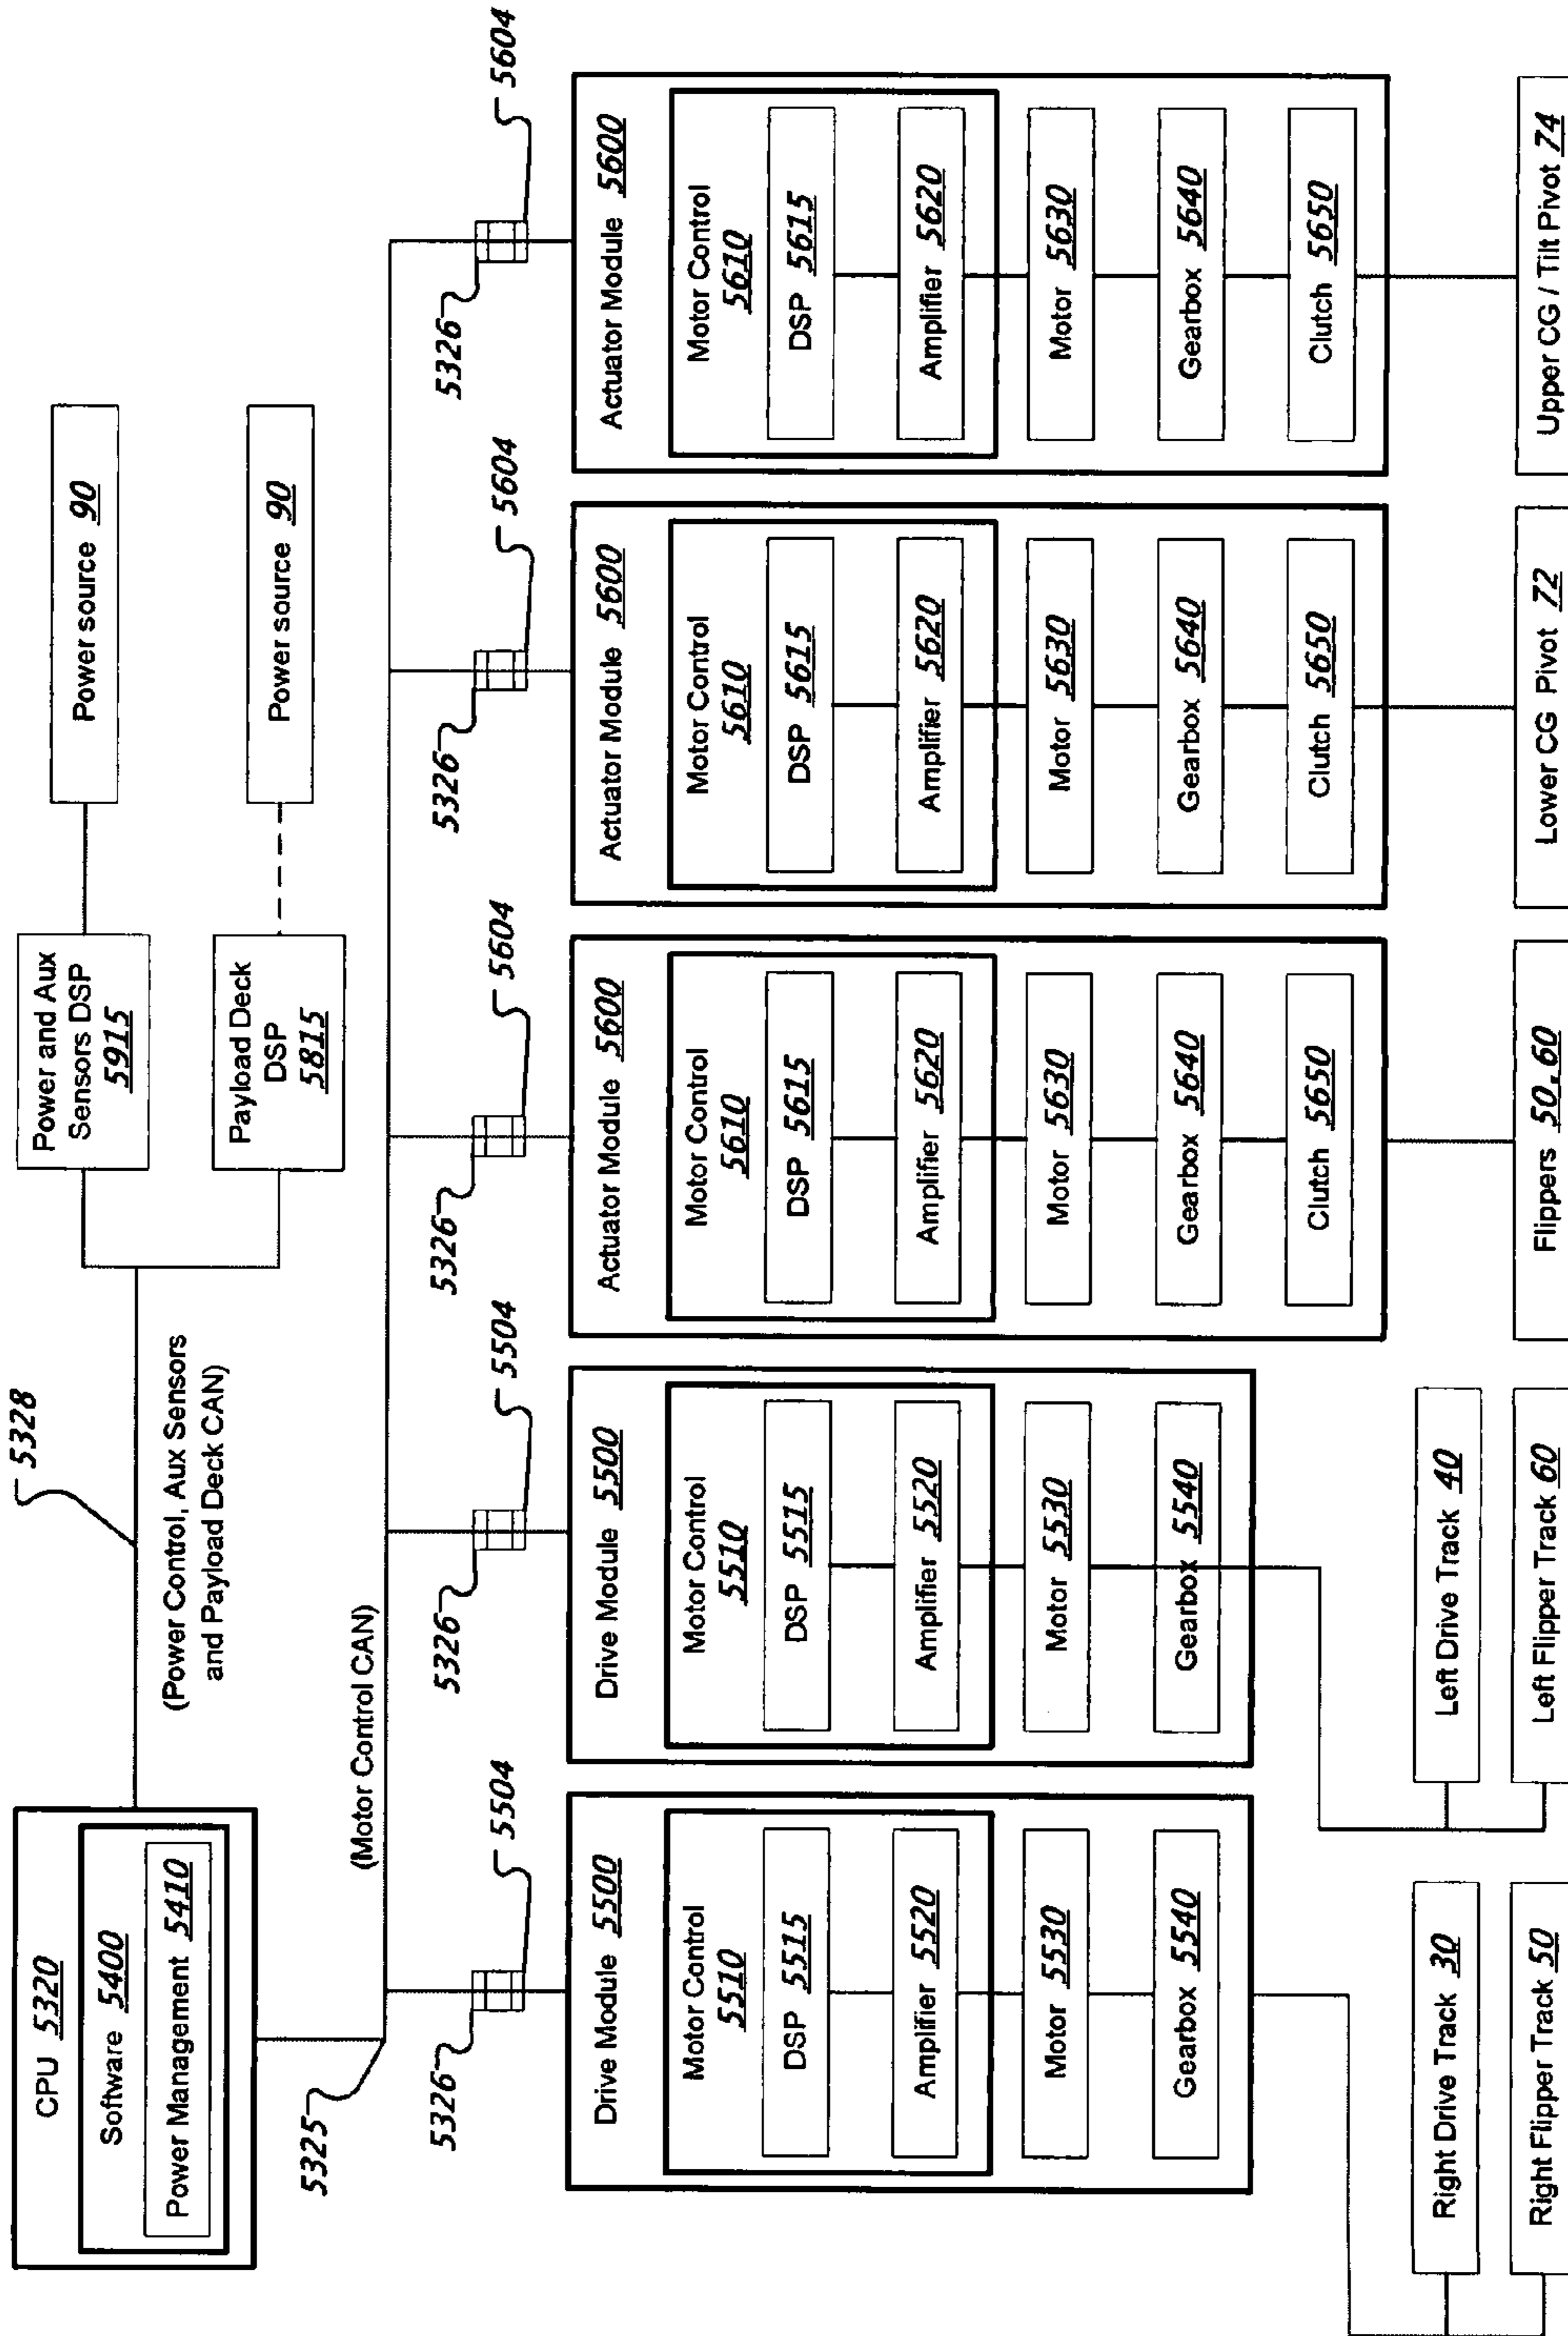 CPU 5320
Software 5400
Power Management 5410
5328
(Power Control, Aux Sensors
and Payload Deck CAN)
Power and Aux
Sensors DSP
5915
Power source 90
Payload Deck
DSP
5815
Power source 90
5325
(Motor Control CAN)
5326
5504
5326
5504
5326
5604
5326
5604
5326
5604
Drive Module 5500
Motor Control
5510
DSP 5515
Amplifier 5520
Motor 5530
Gearbox 5540
Drive Module 5500
Motor Control
5510
DSP 5515
Amplifier 5520
Motor 5530
Gearbox 5540
Actuator Module 5600
Motor Control
5610
DSP 5615
Amplifier 5620
Motor 5630
Gearbox 5640
Clutch 5650
Actuator Module 5600
Motor Control
5610
DSP 5615
Amplifier 5620
Motor 5630
Gearbox 5640
Clutch 5650
Actuator Module 5600
Motor Control
5610
DSP 5615
Amplifier 5620
Motor 5630
Gearbox 5640
Clutch 5650
Right Drive Track 30
Right Flipper Track 50
Left Drive Track 40
Left Flipper Track 60
Flippers 50,60
Lower CG Pivot 72
Upper CG / Tilt Pivot 74